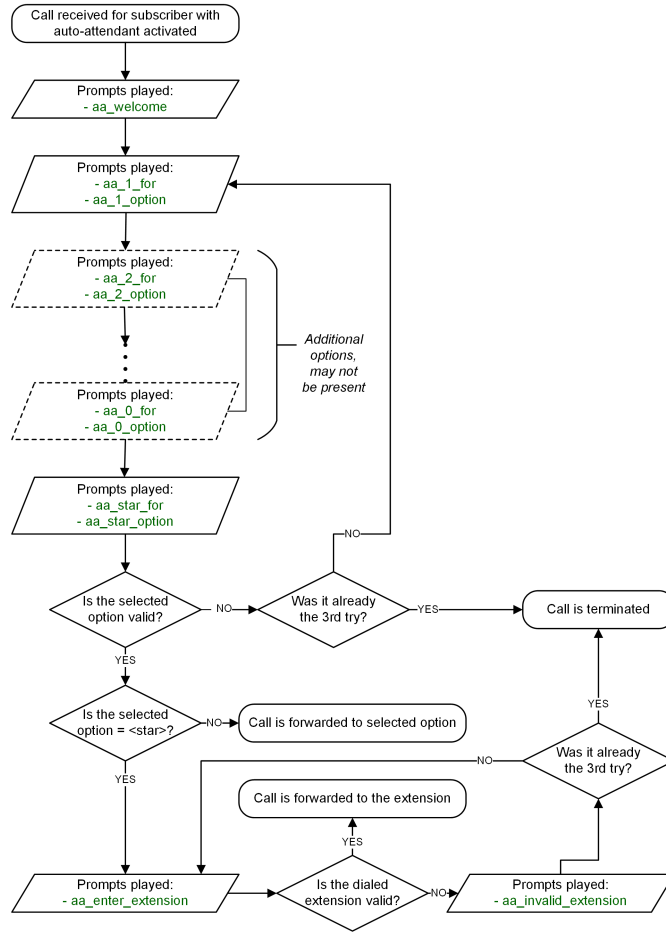 Call received for subscriber with
auto-attendant activated
Prompts played:
- aa_welcome
Prompts played:
- aa_1_for
- aa_1_option
Prompts played:
- aa_2_for
- aa_2_option
Additional
options,
may not
be present
Prompts played:
- aa_0_for
- aa_0_option
Prompts played:
- aa_star_for
- aa_star_option
NO
Is the selected
option valid?
NO
Was it already
the 3rd try?
YES
Call is terminated
YES
Is the selected
option = <star>?
NO
Call is forwarded to selected option
YES
Was it already
the 3rd try?
NO
YES
Call is forwarded to the extension
YES
Prompts played:
- aa_enter_extension
Is the dialed
extension valid?
NO
Prompts played:
- aa_invalid_extension